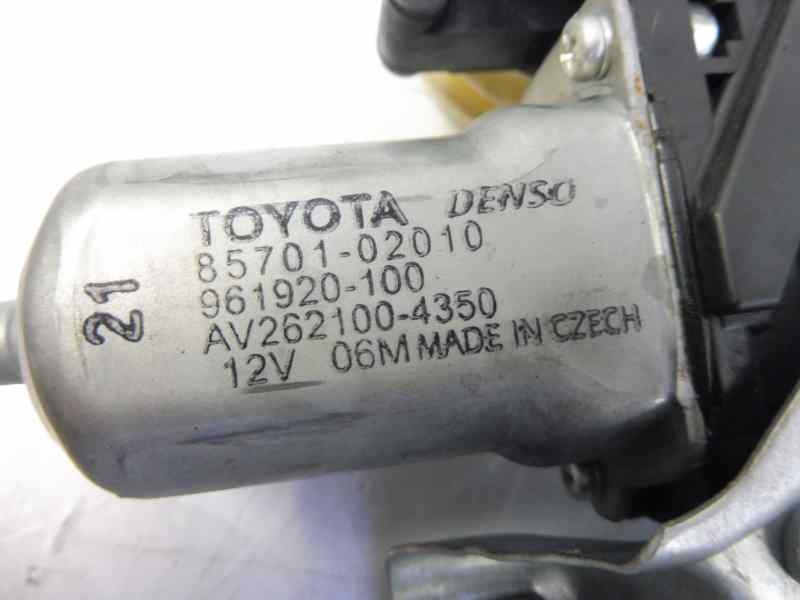 TOYOTA DENSO
85701-02010
961920-100
AV262100-4350
12V 06M MADE IN CZECH
21